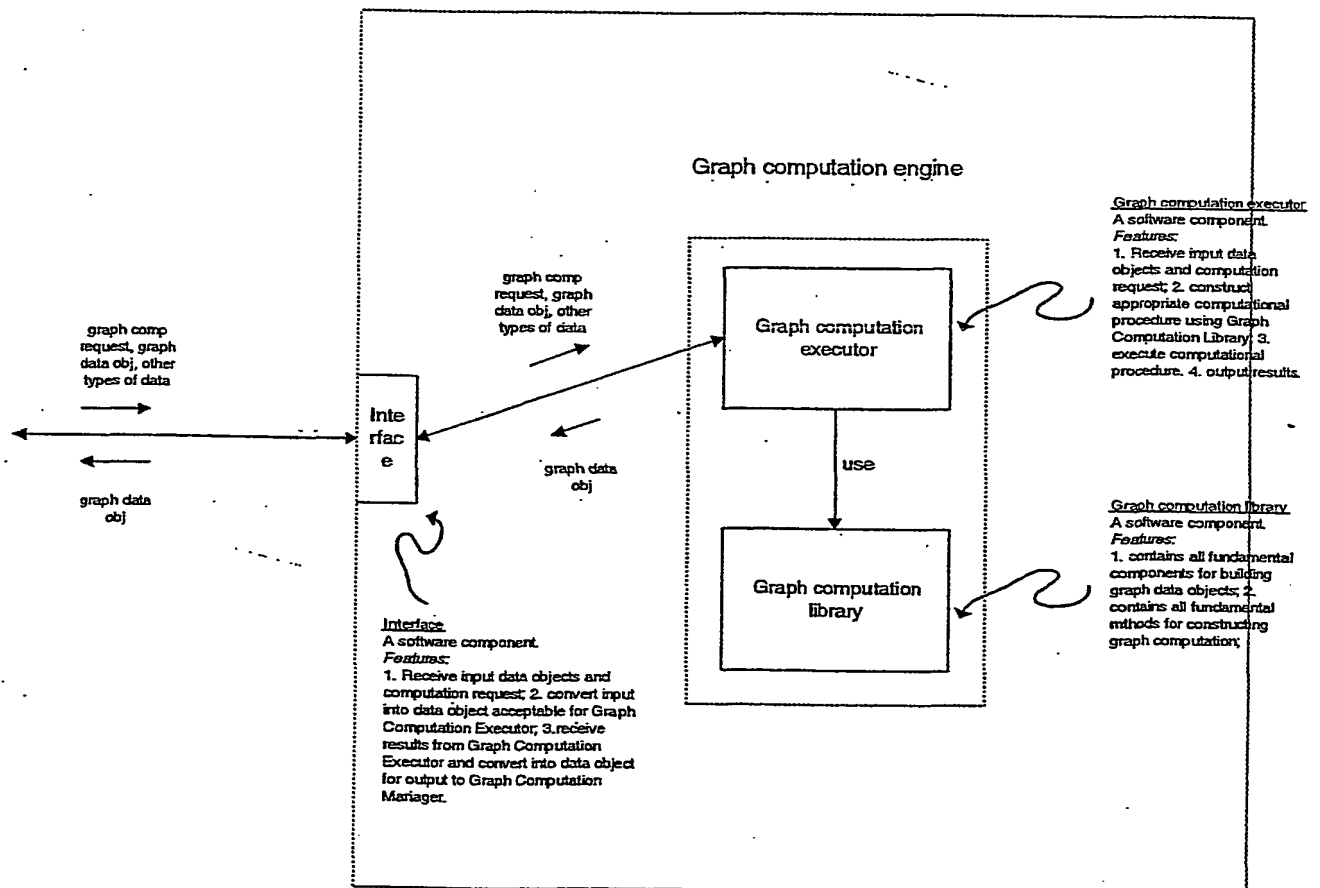 Graph computation engine
Graph computation executor
A software component.
Features:
1. Receive input data
objects and computation
request; 2. construct
appropriate computational
procedure using Graph
Computation Library; 3.
execute computational
procedure. 4. output results.
graph comp
request, graph
data obj, other
types of data
Graph computation
executor
graph comp
request, graph
data obj, other
types of data
Inte
rfac
e
graph data
obj
use
graph data
obj
Graph computation library
A software component.
Features:
1. contains all fundamental
components for building
graph data objects; 2.
contains all fundamental
mthods for constructing
graph computation;
Graph computation
library
Interface
A software component.
Features:
1. Receive input data objects and
computation request; 2. convert input
into data object acceptable for Graph
Computation Executor; 3.receive
results from Graph Computation
Executor and convert into data object
for output to Graph Computation
Manager.